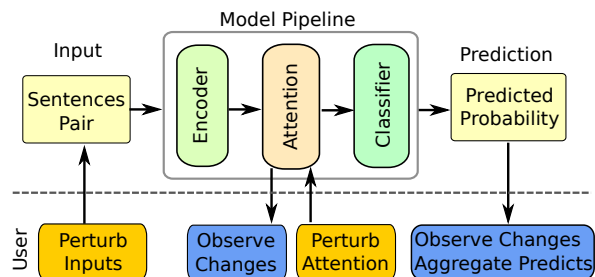 Model Pipeline
Input
Prediction
Sentences
Pair
Encoder
Attention
Classifier
Predicted
Probability
User
Perturb
Inputs
Observe
Changes
Perturb
Attention
Observe Changes
Aggregate Predicts